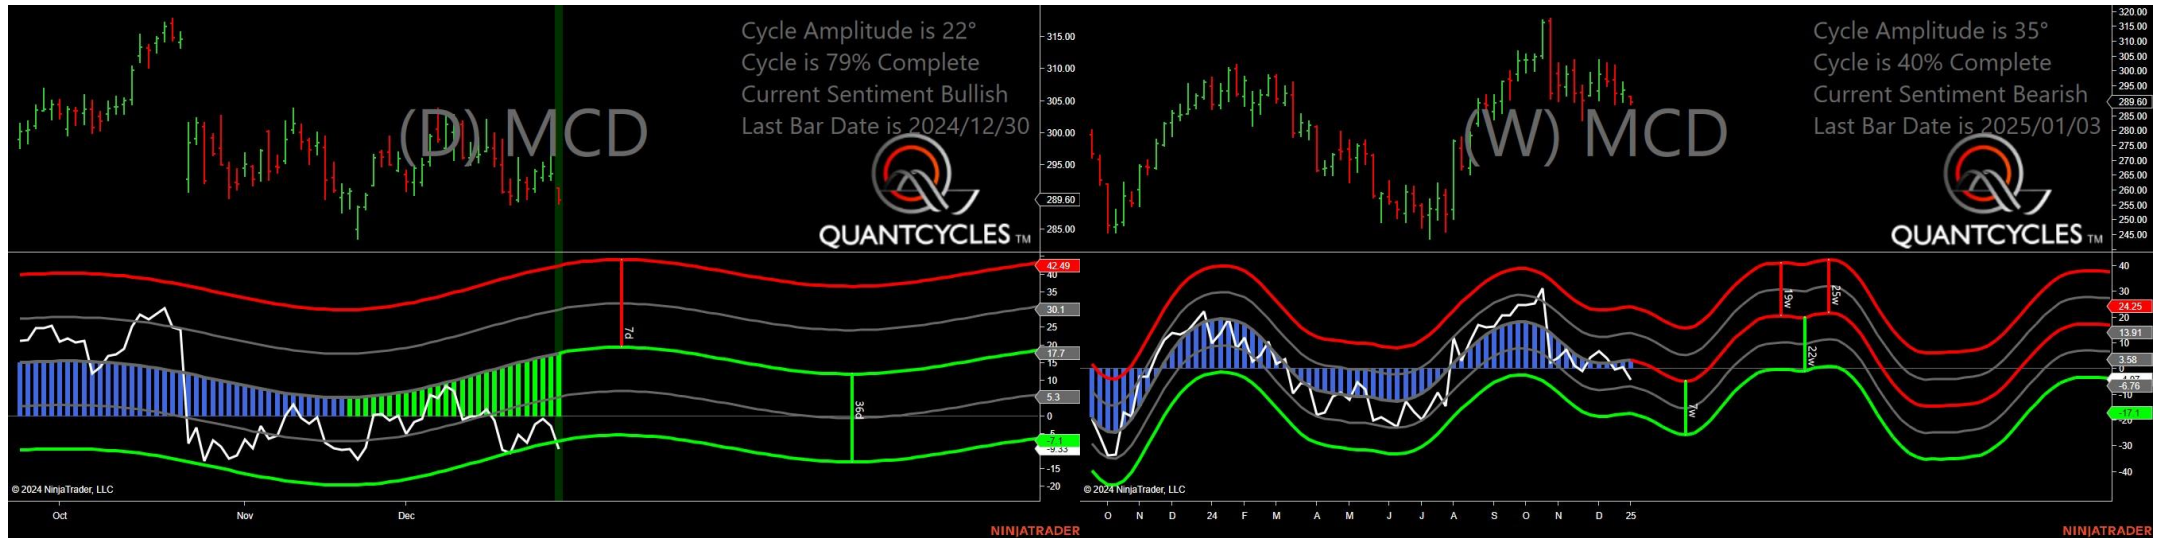 Cycle Amplitude is 22°
Cycle is 79% Complete
Current Sentiment Bullish
Last Bar Date is 2024/12/30
(D) MCD
QUANTCYCLES TM
315.00
310.00
305.00
300.00
295.00
289.60
285.00
42.49
40
35
30.1
25
20
17.7
15
10
5.3
0
-7.1
-9.33
-15
-20
7d
36d
© 2024 NinjaTrader, LLC
Oct Nov Dec
NINJATRADER
Cycle Amplitude is 35°
Cycle is 40% Complete
Current Sentiment Bearish
Last Bar Date is 2025/01/03
(W) MCD
QUANTCYCLES TM
320.00
315.00
310.00
305.00
300.00
295.00
289.60
285.00
280.00
275.00
270.00
265.00
260.00
255.00
250.00
245.00
40
30
24.25
20
13.91
3.58
0
-6.76
-10
-17.1
-20
-30
-40
19w
25w
22w
7w
© 2024 NinjaTrader, LLC
O N D 24 F M A M J J A S O N D 25
NINJATRADER